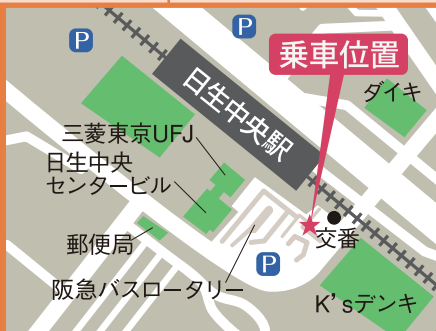 P
P
乗車位置
ダイキ
日生中央駅
三菱東京UFJ
日生中央
センタービル
郵便局
交番
P
阪急バスロータリー
K'sデンキ